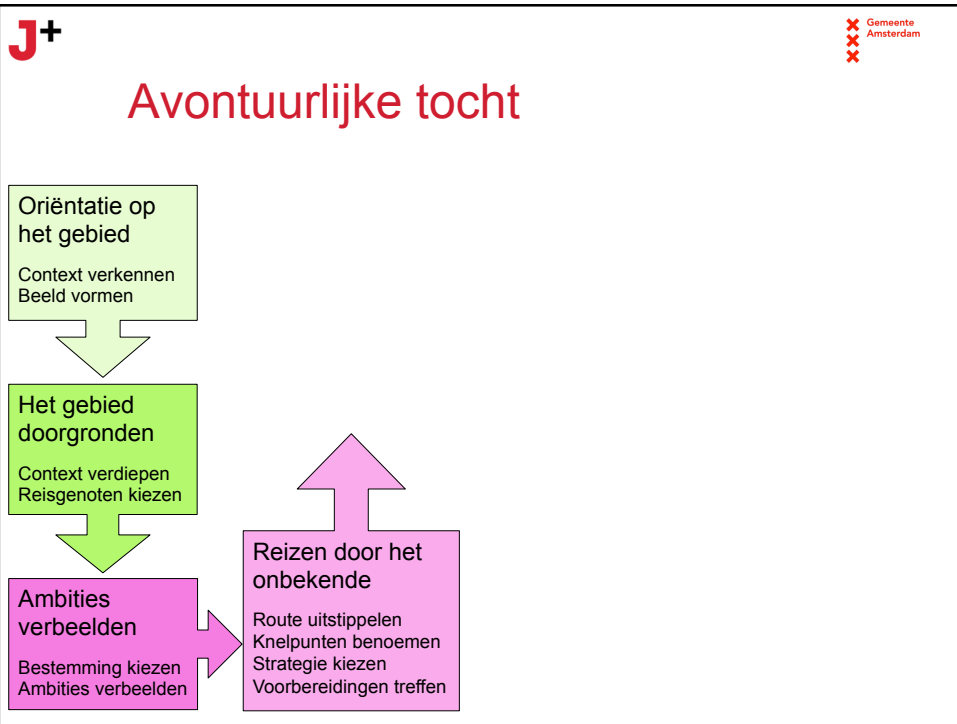 J+
Gemeente
Amsterdam
Avontuurlijke tocht
Oriëntatie op
het gebied
Context verkennen
Beeld vormen
Het gebied
doorgronden
Context verdiepen
Reisgenoten kiezen
Ambities
verbeelden
Bestemming kiezen
Ambities verbeelden
Reizen door het
onbekende
Route uitstippelen
Knelpunten benoemen
Strategie kiezen
Voorbereidingen treffen